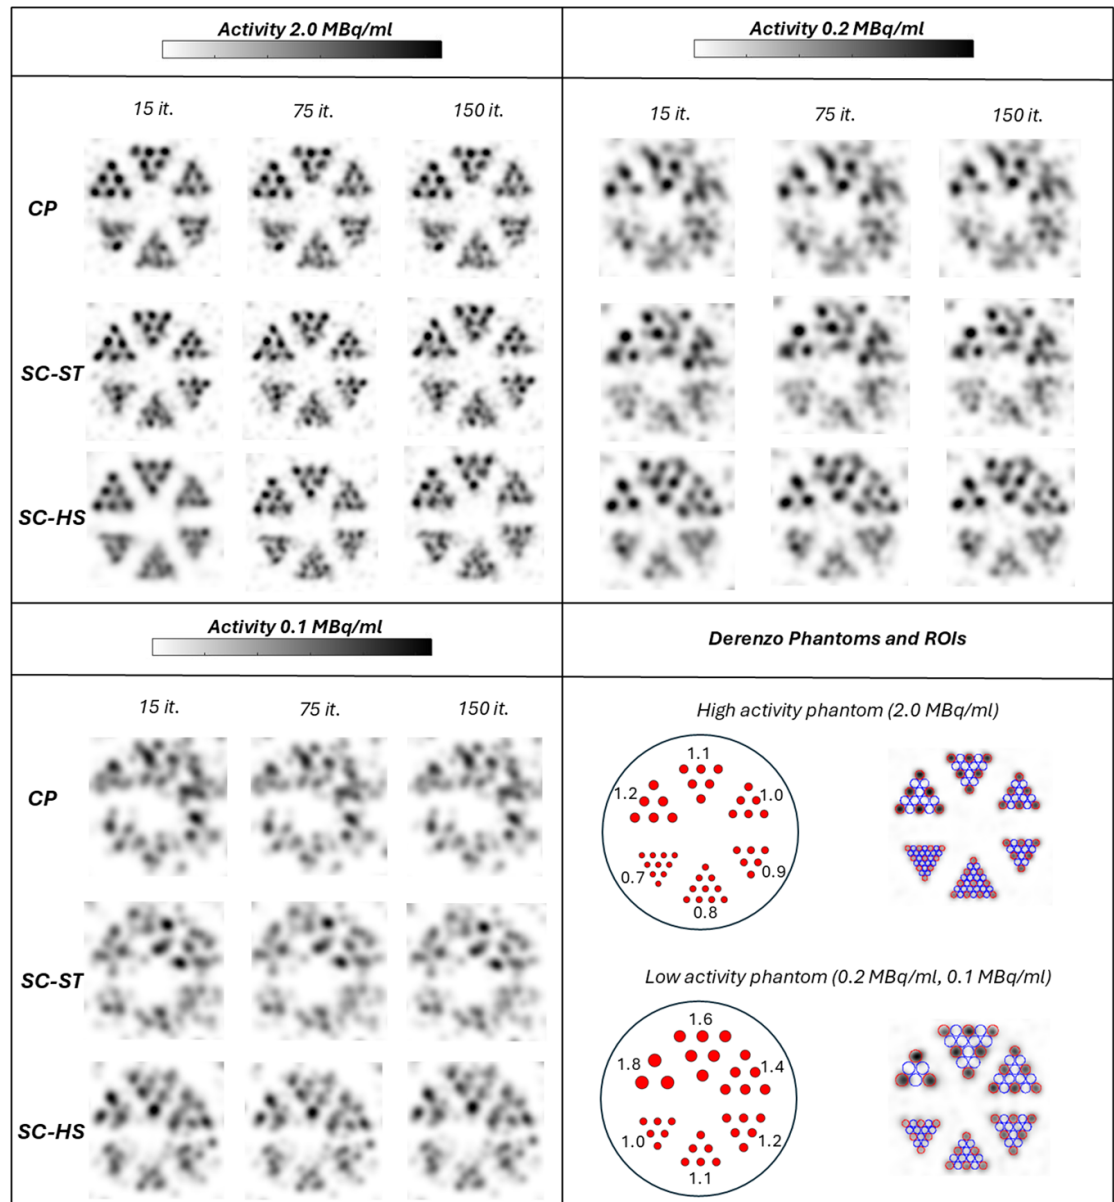 Activity 2.0 MBq/ml
Activity 0.2 MBq/ml
15 it. 75 it. 150 it.
15 it. 75 it. 150 it.
CP
SC-ST
SC-HS
Activity 0.1 MBq/ml
Derenzo Phantoms and ROIs
15 it. 75 it. 150 it.
CP
SC-ST
SC-HS
High activity phantom (2.0 MBq/ml)
1.1
1.2
1.0
0.7
0.9
0.8
Low activity phantom (0.2 MBq/ml, 0.1 MBq/ml)
1.6
1.8
1.4
1.0
1.2
1.1